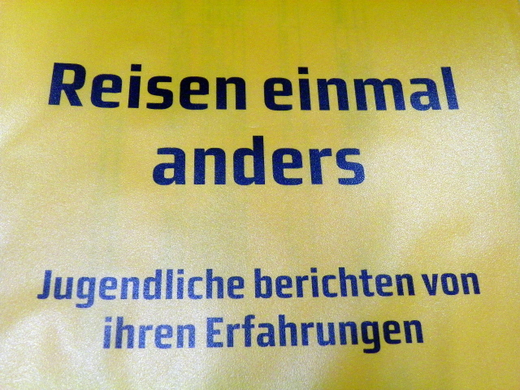 Reisen einmal
anders
Jugendliche berichten von
ihren Erfahrungen